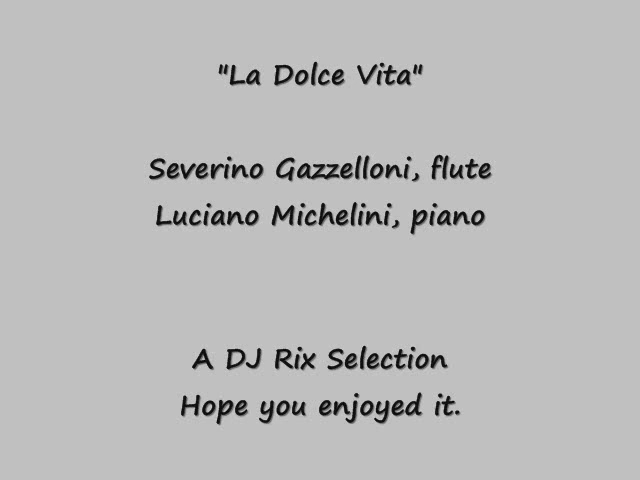 "La Dolce Vita"
Severino Gazzelloni, flute
Luciano Michelini, piano
A DJ Rix Selection
Hope you enjoyed it.